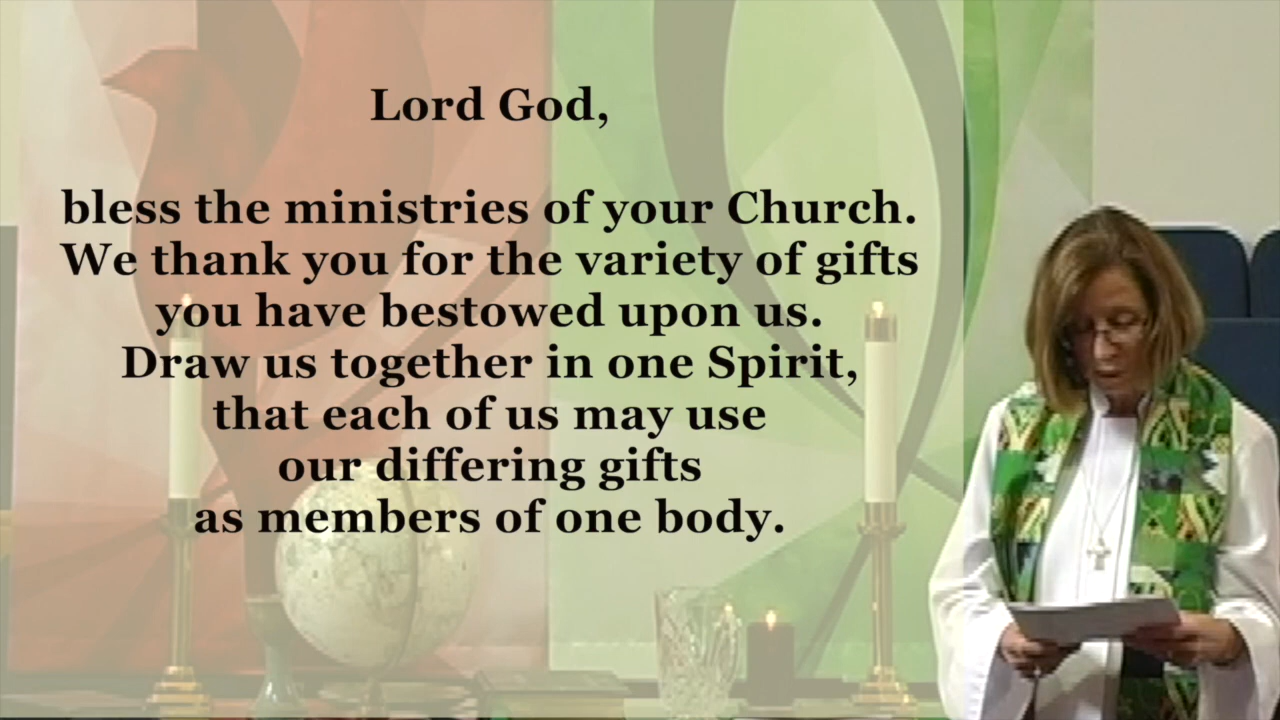 Lord God,
bless the ministries of your Church.
We thank you for the variety of gifts
you have bestowed upon us.
Draw us together in one Spirit,
that each of us may use
our differing gifts
as members of one body.